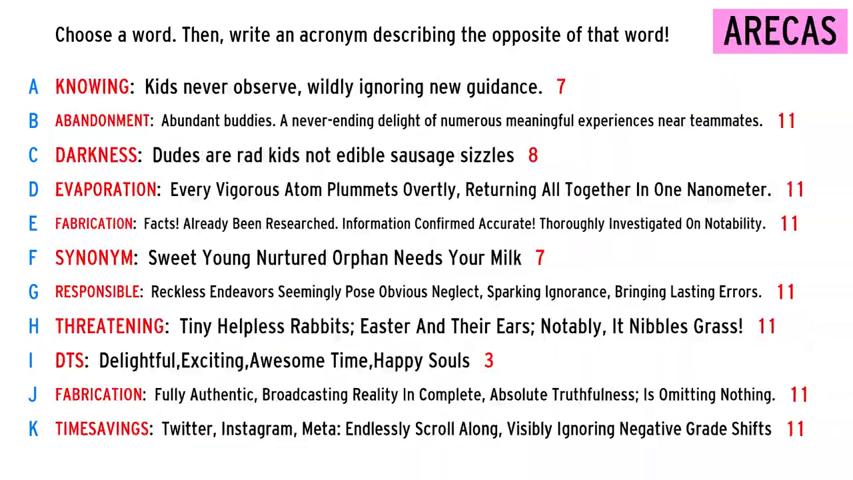 Choose a word. Then, write an acronym describing the opposite of that word!
ARECAS
A KNOWING: Kids never observe, wildly ignoring new guidance. 7
B ABANDONMENT: Abundant buddies. A never-ending delight of numerous meaningful experiences near teammates. 11
C DARKNESS: Dudes are rad kids not edible sausage sizzles 8
D EVAPORATION: Every Vigorous Atom Plummets Overtly, Returning All Together In One Nanometer. 11
E FABRICATION: Facts! Already Been Researched. Information Confirmed Accurate! Thoroughly Investigated On Notability. 11
F SYNONYM: Sweet Young Nurtured Orphan Needs Your Milk 7
G RESPONSIBLE: Reckless Endeavors Seemingly Pose Obvious Neglect, Sparking Ignorance, Bringing Lasting Errors. 11
H THREATENING: Tiny Helpless Rabbits; Easter And Their Ears; Notably, It Nibbles Grass! 11
I DTS: Delightful,Exciting,Awesome Time,Happy Souls 3
J FABRICATION: Fully Authentic, Broadcasting Reality In Complete, Absolute Truthfulness; Is Omitting Nothing. 11
K TIMESAVINGS: Twitter, Instagram, Meta: Endlessly Scroll Along, Visibly Ignoring Negative Grade Shifts 11